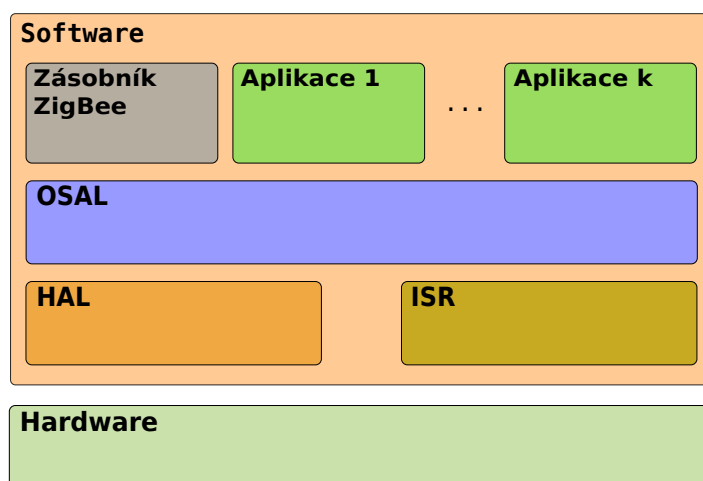 Software
Zásobník
ZigBee
Aplikace 1
...
Aplikace k
OSAL
HAL
ISR
Hardware